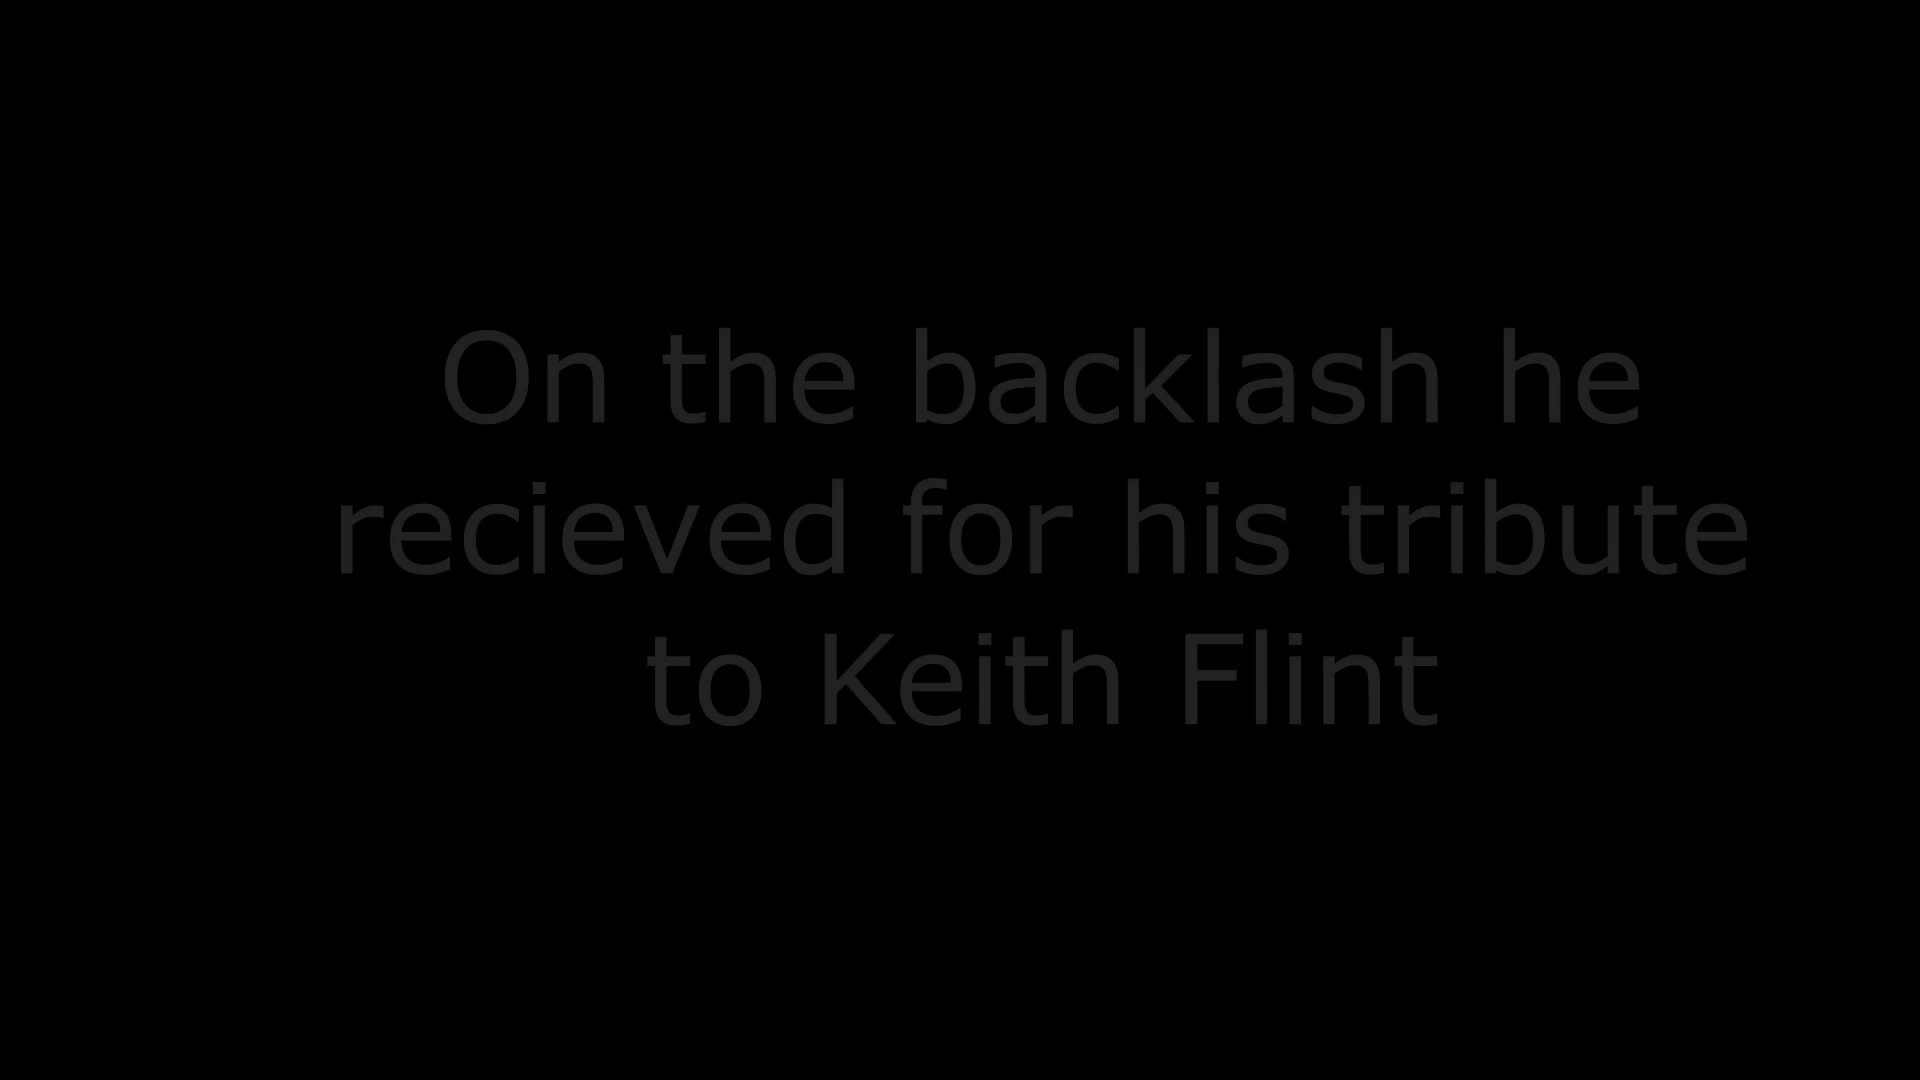 On the backlash he
recieved for his tribute
to Keith Flint